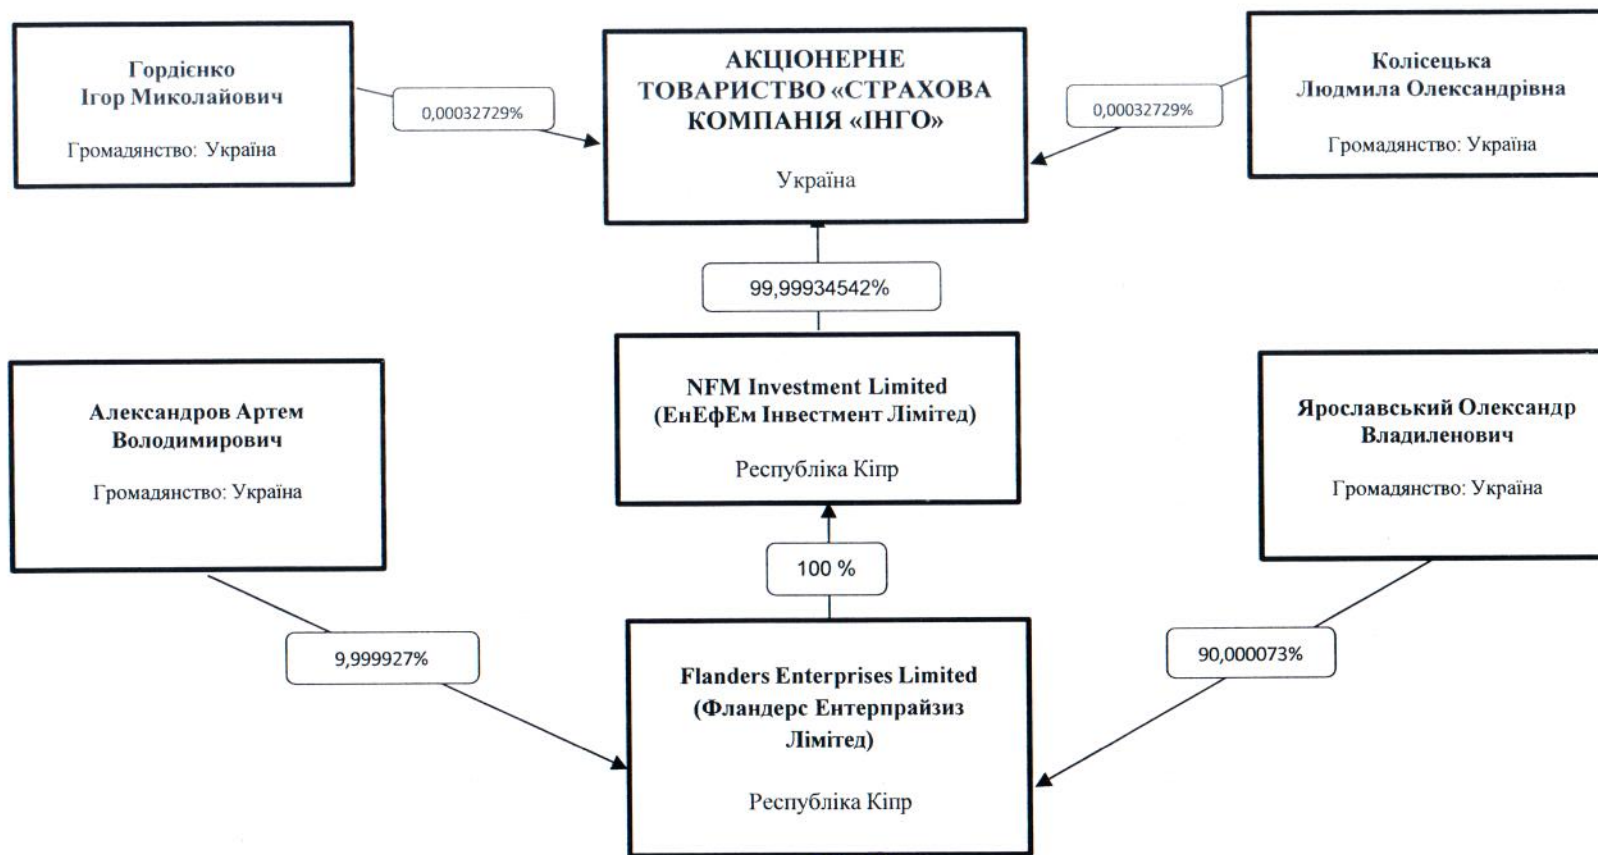 Гордієнко
Ігор Миколайович
Громадянство: Україна
0,00032729%
АКЦІОНЕРНЕ
ТОВАРИСТВО «СТРАХОВА
КОМПАНІЯ «ІНГО»
Україна
0,00032729%
Колісецька
Людмила Олександрівна
Громадянство: Україна
99,99934542%
Александров Артем
Володимирович
Громадянство: Україна
NFM Investment Limited
(ЕнЕфЕм Інвестмент Лімітед)
Республіка Кіпр
Ярославський Олександр
Владиленович
Громадянство: Україна
100 %
9,999927%
Flanders Enterprises Limited
(Фландерс Ентерпрайзиз
Лімітед)
Республіка Кіпр
90,000073%